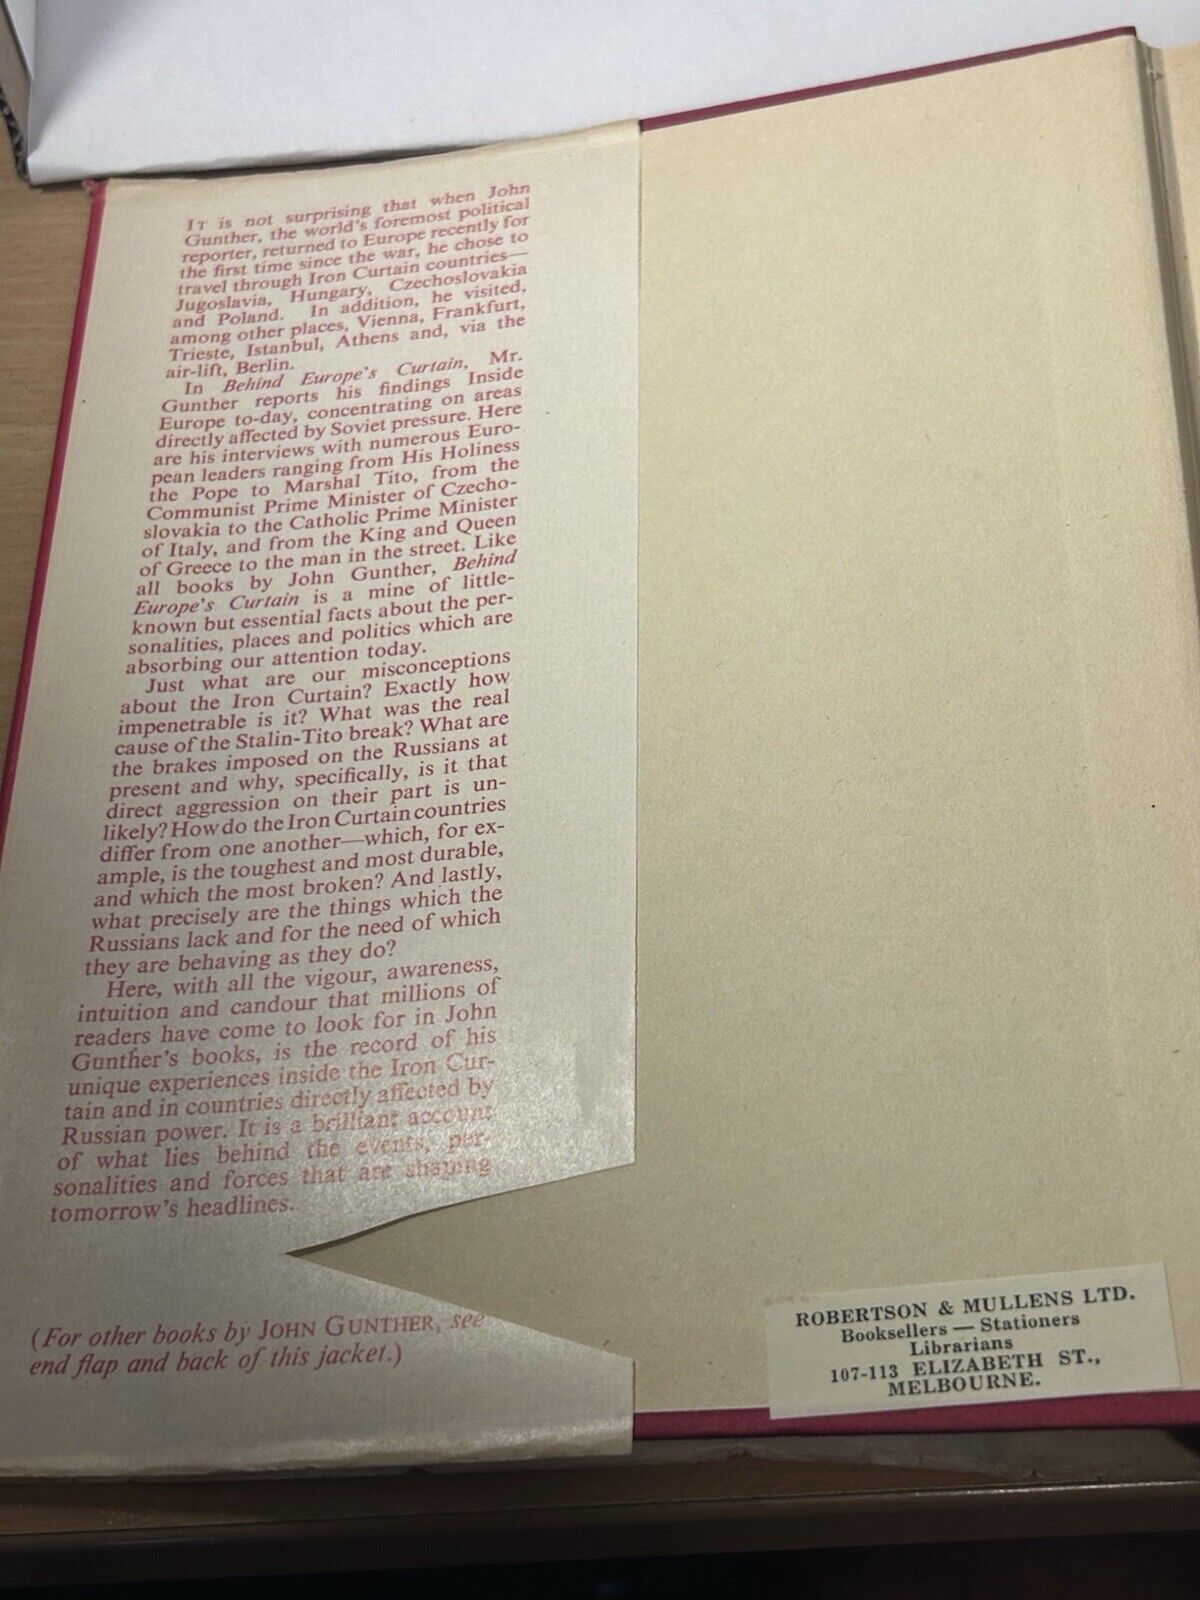 It is not surprising that when John
Gunther, the world's foremost political
reporter, returned to Europe recently for
the first time since the war, he chose to
travel through Iron Curtain countries—
Jugoslavia, Hungary, Czechoslovakia
and Poland. In addition, he visited,
among other places, Vienna, Frankfurt,
Trieste, Istanbul, Athens and, via the
air-lift, Berlin.
In Behind Europe's Curtain, Mr.
Gunther reports his findings Inside
Europe to-day, concentrating on areas
directly affected by Soviet pressure. Here
are his interviews with numerous Euro-
pean leaders ranging from His Holiness
the Pope to Marshal Tito, from the
Communist Prime Minister of Czecho-
slovakia to the Catholic Prime Minister
of Italy, and from the King and Queen
of Greece to the man in the street. Like
all books by John Gunther, Behind
Europe's Curtain is a mine of little-
known but essential facts about the per-
sonalities, places and politics which are
absorbing our attention today.
Just what are our misconceptions
about the Iron Curtain? Exactly how
impenetrable is it? What was the real
cause of the Stalin-Tito break? What are
the brakes imposed on the Russians at
present and why, specifically, is it that
direct aggression on their part is un-
likely? How do the Iron Curtain countries
differ from one another—which, for ex-
ample, is the toughest and most durable,
and which the most broken? And lastly,
what precisely are the things which the
Russians lack and for the need of which
they are behaving as they do?
Here, with all the vigour, awareness,
intuition and candour that millions of
readers have come to look for in John
Gunther's books, is the record of his
unique experiences inside the Iron Cur-
tain and in countries directly affected by
Russian power. It is a brilliant account
of what lies behind the events, per-
sonalities and forces that are shaping
tomorrow's headlines.
(For other books by JOHN GUNTHER, see
end flap and back of this jacket.)
ROBERTSON & MULLENS LTD.
Booksellers — Stationers
Librarians
107-113 ELIZABETH ST.,
MELBOURNE.